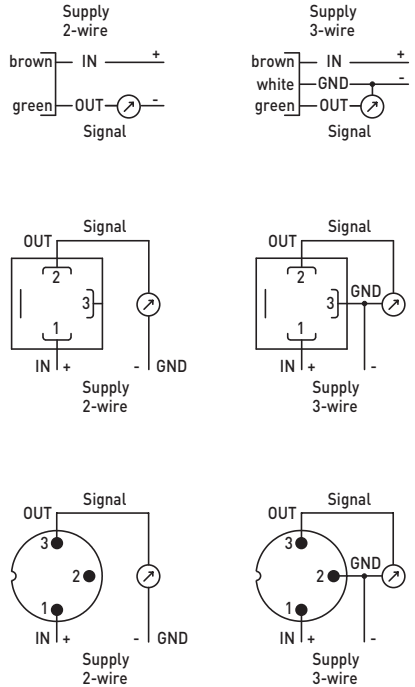 Supply
2-wire
brown IN +
green OUT -
Signal
Supply
3-wire
brown IN +
white GND -
green OUT
Signal
Signal
OUT
2
3
1
IN + - GND
Supply
2-wire
Signal
OUT
2
3 GND
1
IN + -
Supply
3-wire
Signal
OUT
3
2
1
IN + - GND
Supply
2-wire
Signal
OUT
3
2 GND
1
IN + -
Supply
3-wire